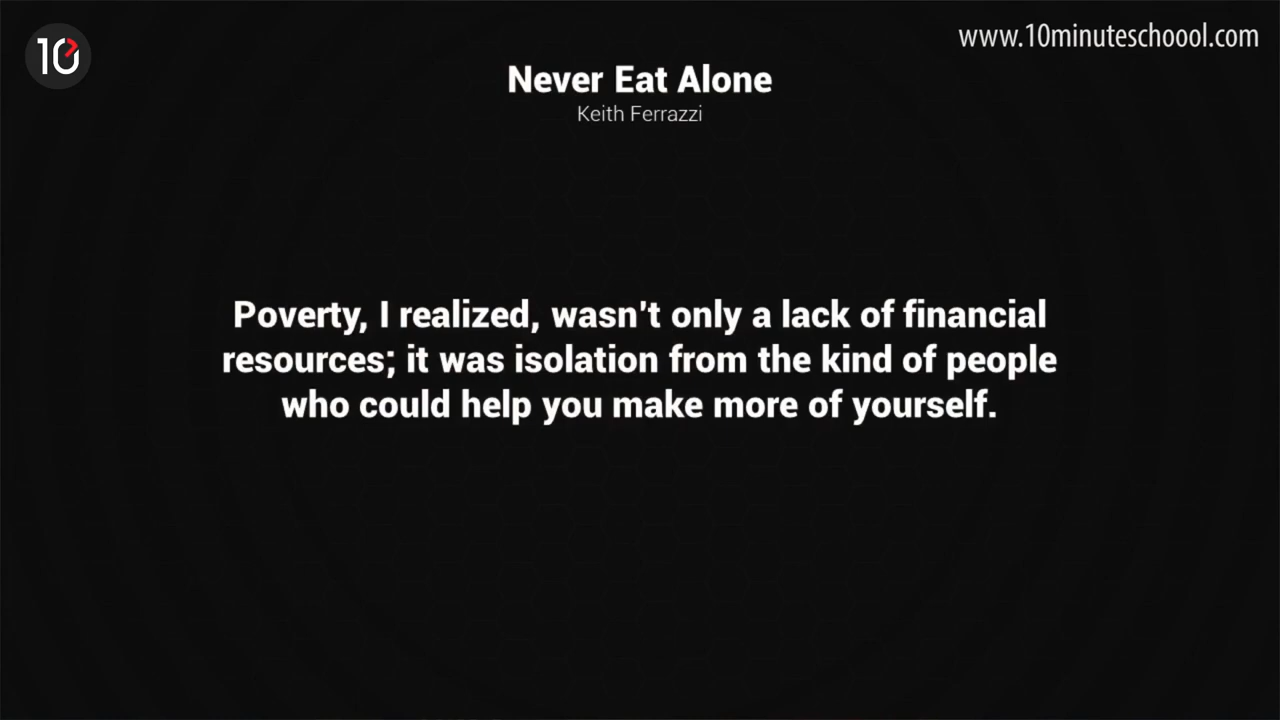 10
www.10minuteschoool.com
Never Eat Alone
Keith Ferrazzi
Poverty, I realized, wasn't only a lack of financial
resources; it was isolation from the kind of people
who could help you make more of yourself.